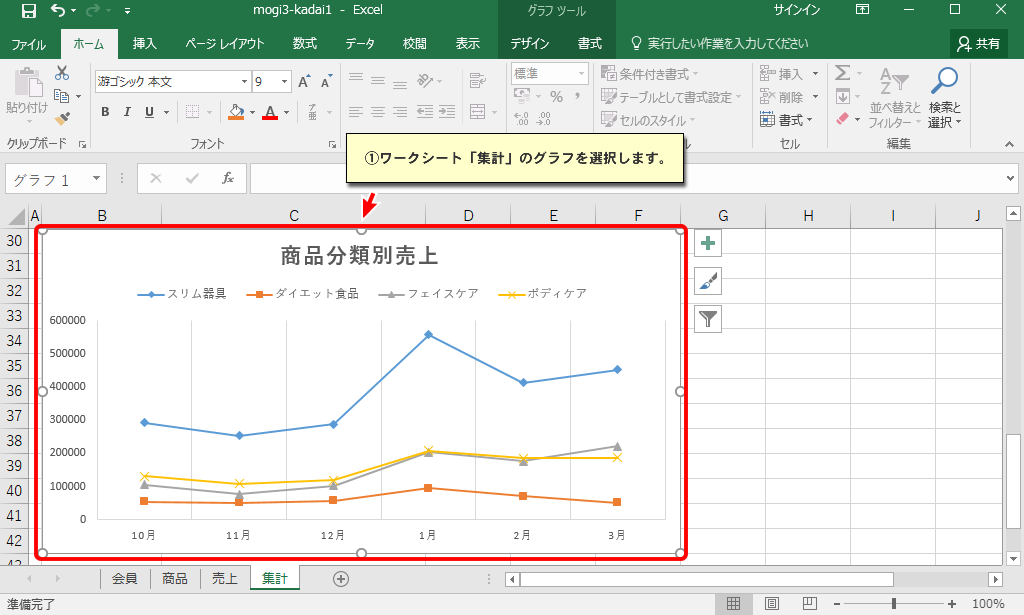 mogi3-kadai1 - Excel
グラフ ツール
サインイン
ファイル ホーム 挿入 ページ レイアウト 数式 データ 校閲 表示 デザイン 書式 実行したい作業を入力してください 共有
貼り付け
游ゴシック 本文 9 A A
B I U A
標準
%
条件付き書式
テーブルとして書式設定
セルのスタイル
挿入
削除
書式
並べ替えと
フィルター
検索と
選択
クリップボード フォント セル 編集
①ワークシート「集計」のグラフを選択します。
グラフ 1
fx
A B C D E F G H I J
30
31
32
33
34
35
36
37
38
39
40
41
42
43
商品分類別売上
スリム器具 ダイエット食品 フェイスケア ボディケア
600000
500000
400000
300000
200000
100000
0
10月 11月 12月 1月 2月 3月
会員 商品 売上 集計
準備完了
100%